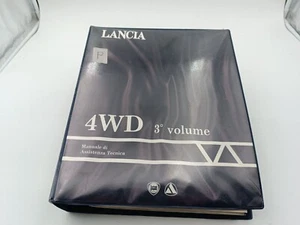 LANCIA
4WD 3° volume
Manuale di
Assistenza Tecnica